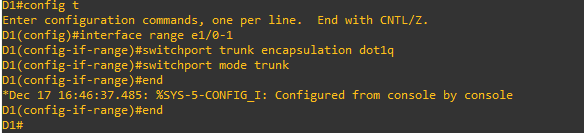 D1#config t
Enter configuration commands, one per line.  End with CNTL/Z.
D1(config)#interface range e1/0-1
D1(config-if-range)#switchport trunk encapsulation dot1q
D1(config-if-range)#switchport mode trunk
D1(config-if-range)#end
*Dec 17 16:46:37.485: %SYS-5-CONFIG_I: Configured from console by console
D1(config-if-range)#end
D1#